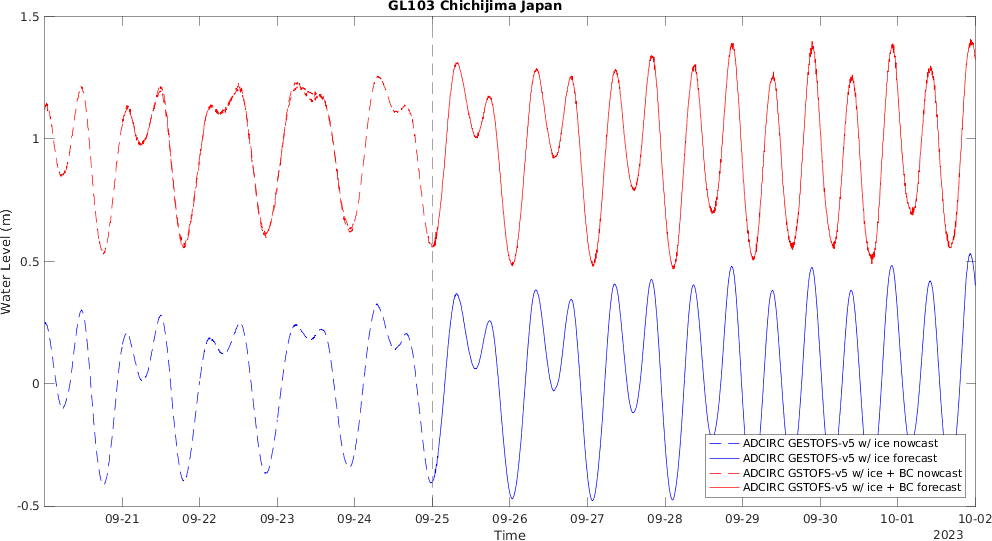 GL103 Chichijima Japan
1.5
1
0.5
0
-0.5
Water Level (m)
ADCIRC GESTOFS-v5 w/ ice nowcast
ADCIRC GESTOFS-v5 w/ ice forecast
ADCIRC GSTOFS-v5 w/ ice + BC nowcast
ADCIRC GSTOFS-v5 w/ ice + BC forecast
09-21 09-22 09-23 09-24 09-25 09-26 09-27 09-28 09-29 09-30 10-01 10-02
Time
2023